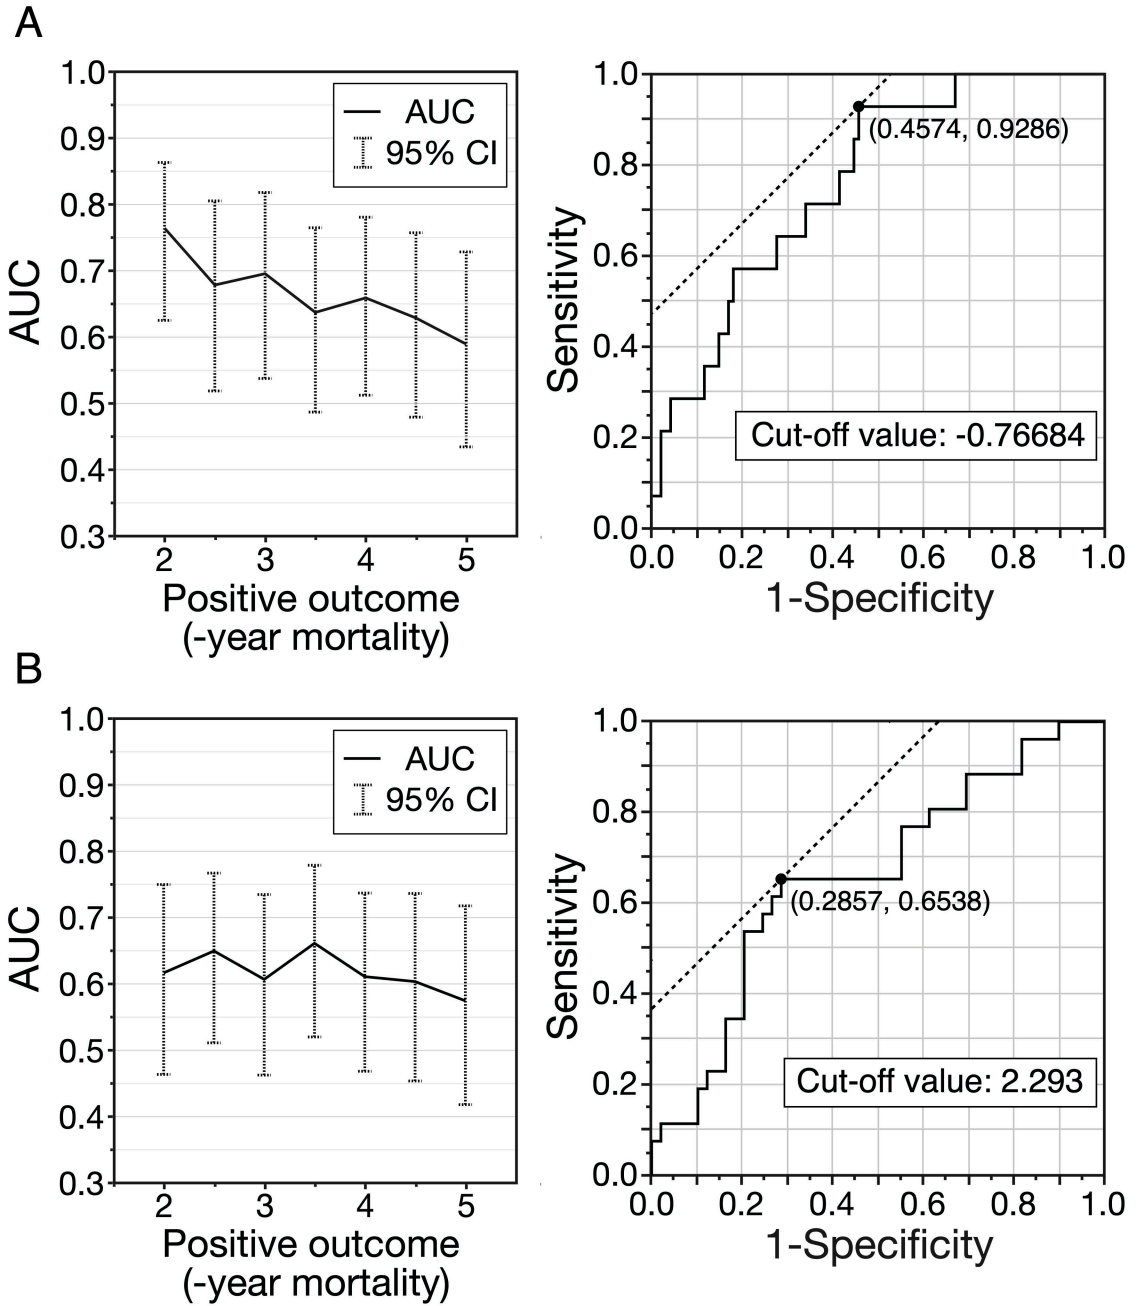 A
1.0
0.9
0.8
0.7
0.6
0.5
0.4
0.3
AUC
AUC
95% CI
2 3 4 5
Positive outcome
(-year mortality)
1.0
0.8
0.6
0.4
0.2
0.0
Sensitivity
(0.4574, 0.9286)
Cut-off value: -0.76684
0.0 0.2 0.4 0.6 0.8 1.0
1-Specificity
B
1.0
0.9
0.8
0.7
0.6
0.5
0.4
0.3
AUC
AUC
95% CI
2 3 4 5
Positive outcome
(-year mortality)
1.0
0.8
0.6
0.4
0.2
0.0
Sensitivity
(0.2857, 0.6538)
Cut-off value: 2.293
0.0 0.2 0.4 0.6 0.8 1.0
1-Specificity